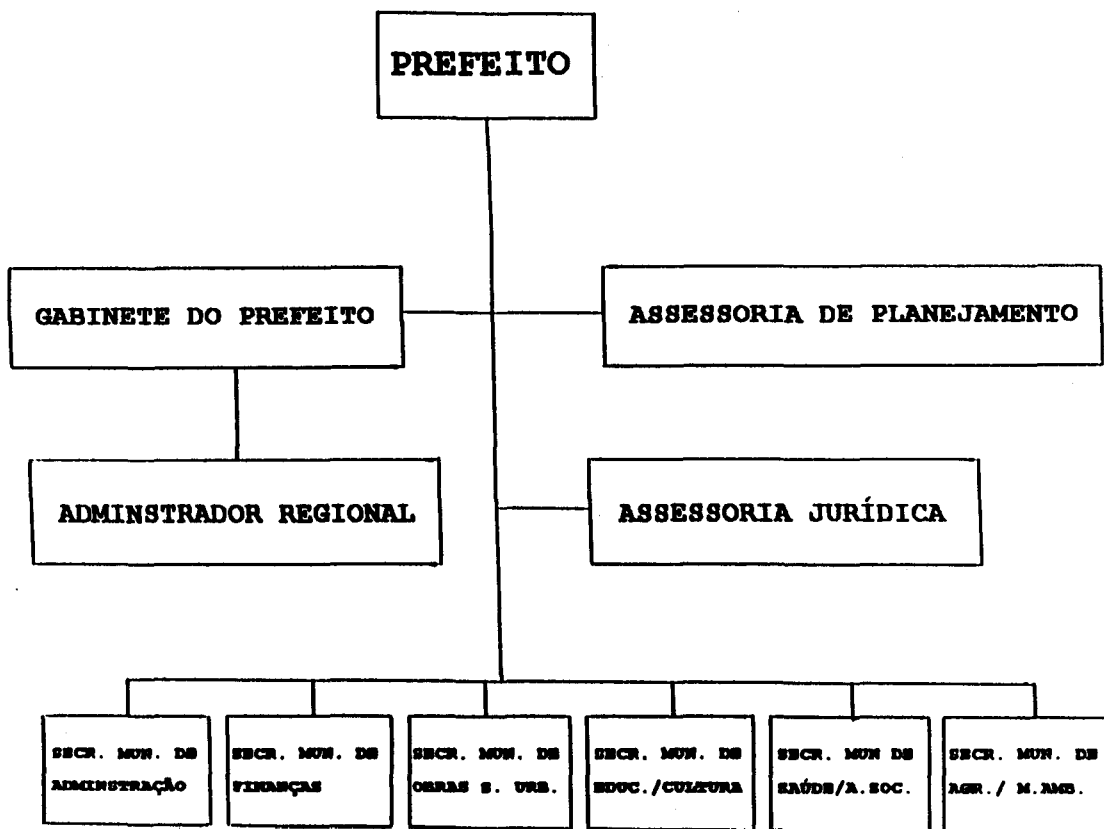 PREFEITO
GABINETE DO PREFEITO
ASSESSORIA DE PLANEJAMENTO
ADMINSTRADOR REGIONAL
ASSESSORIA JURÍDICA
SECR. MUN. DE
ADMINSTRAÇÃO
SECR. MUN. DE
FINANÇAS
SECR. MUN. DE
OBRAS S. URB.
SECR. MUN. DE
EDUC./CULTURA
SECR. MUN DE
SAÚDE/A.SOC.
SECR. MUN. DE
AGR./ M.AMB.